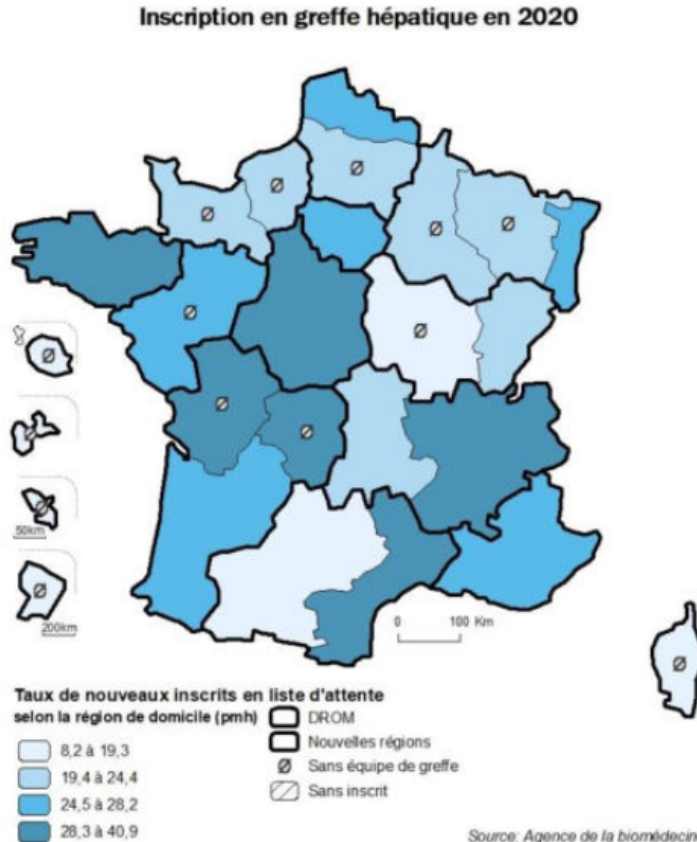 Inscription en greffe hépatique en 2020
50km
200km
0 100 Km
Taux de nouveaux inscrits en liste d'attente
selon la région de domicile (pmh)
8,2 à 19,3
19,4 à 24,4
24,5 à 28,2
28,3 à 40,9
DROM
Nouvelles régions
Sans équipe de greffe
Sans inscrit
Source: Agence de la biomédecine